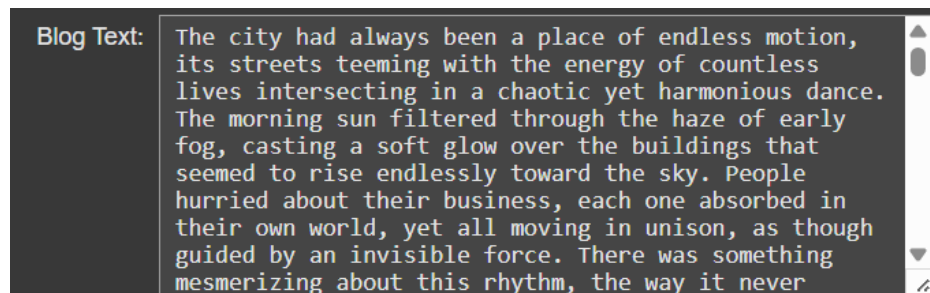 Blog Text:
The city had always been a place of endless motion,
its streets teeming with the energy of countless
lives intersecting in a chaotic yet harmonious dance.
The morning sun filtered through the haze of early
fog, casting a soft glow over the buildings that
seemed to rise endlessly toward the sky. People
hurried about their business, each one absorbed in
their own world, yet all moving in unison, as though
guided by an invisible force. There was something
mesmerizing about this rhythm, the way it never